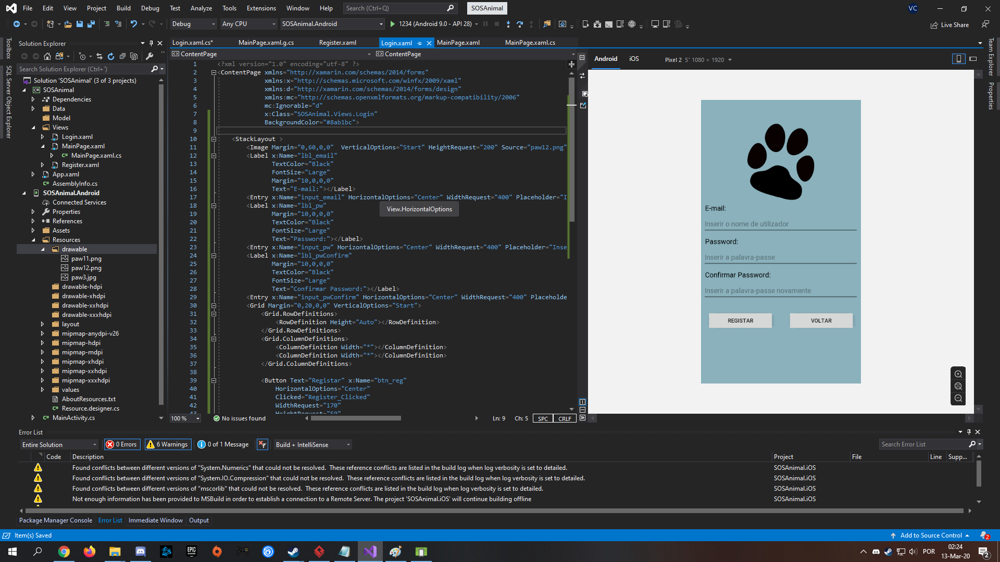 File Edit View Project Build Debug Test Analyze Tools Extensions Window Help Search (Ctrl+Q) SOSAnimal VC
Debug Any CPU SOSAnimal.Android 1234 (Android 9.0 - API 28) Live Share
Toolbox
SQL Server Object Explorer
Solution Explorer
Search Solution Explorer (Ctrl+´)
Solution 'SOSAnimal' (3 of 3 projects)
SOSAnimal
Dependencies
Data
Model
Views
Login.xaml
MainPage.xaml
MainPage.xaml.cs
Register.xaml
App.xaml
AssemblyInfo.cs
SOSAnimal.Android
Connected Services
Properties
References
Assets
Resources
drawable
paw11.png
paw12.png
paw3.jpg
drawable-hdpi
drawable-xhdpi
drawable-xxhdpi
drawable-xxxhdpi
layout
mipmap-anydpi-v26
mipmap-hdpi
mipmap-mdpi
mipmap-xhdpi
mipmap-xxhdpi
mipmap-xxxhdpi
values
AboutResources.txt
Resource.designer.cs
MainActivity.cs
Login.xaml.cs* MainPage.xaml.g.cs Register.xaml Login.xaml MainPage.xaml MainPage.xaml.cs
ContentPage ContentPage
1 <?xml version="1.0" encoding="utf-8" ?>
2 <ContentPage xmlns="http://xamarin.com/schemas/2014/forms"
3 xmlns:x="http://schemas.microsoft.com/winfx/2009/xaml"
4 xmlns:d="http://xamarin.com/schemas/2014/forms/design"
5 xmlns:mc="http://schemas.openxmlformats.org/markup-compatibility/2006"
6 mc:Ignorable="d"
7 x:Class="SOSAnimal.Views.Login"
8 BackgroundColor="#8ab1bc">
9
10 <StackLayout >
11 <Image Margin="0,60,0,0" VerticalOptions="Start" HeightRequest="200" Source="paw12.png"
12 <Label x:Name="lbl_email"
13 TextColor="Black"
14 FontSize="Large"
15 Margin="10,0,0,0"
16 Text="E-mail:"></Label>
17 <Entry x:Name="input_email" HorizontalOptions="Center" WidthRequest="400" Placeholder="I
18 <Label x:Name="lbl_pw"
19 Margin="10,0,0,0"
20 TextColor="Black"
21 FontSize="Large"
22 Text="Password:"></Label>
23 <Entry x:Name="input_pw" HorizontalOptions="Center" WidthRequest="400" Placeholder="Inse
24 <Label x:Name="lbl_pwConfirm"
25 Margin="10,0,0,0"
26 TextColor="Black"
27 FontSize="Large"
28 Text="Confirmar Password:"></Label>
29 <Entry x:Name="input_pwConfirm" HorizontalOptions="Center" WidthRequest="400" Placeholde
30 <Grid Margin="0,20,0,0" VerticalOptions="Start">
31 <Grid.RowDefinitions>
32 <RowDefinition Height="Auto"></RowDefinition>
33 </Grid.RowDefinitions>
34 <Grid.ColumnDefinitions>
35 <ColumnDefinition Width="*"></ColumnDefinition>
36 <ColumnDefinition Width="*"></ColumnDefinition>
37 </Grid.ColumnDefinitions>
38
39 <Button Text="Registar" x:Name="btn_reg"
40 HorizontalOptions="Center"
41 Clicked="Register_Clicked"
42 WidthRequest="170"
43 HeightRequest="50"
View.HorizontalOptions
100 % No issues found Ln: 9 Ch: 5 SPC CRLF
Android iOS Pixel 2 5" 1080 × 1920
E-mail:
Inserir o nome de utilizador
Password:
Inserir a palavra-passe
Confirmar Password:
Inserir a palavra-passe novamente
REGISTAR VOLTAR
Team Explorer
Properties
Error List
Entire Solution 0 Errors 6 Warnings 0 of 1 Message Build + IntelliSense Search Error List
Code Description Project File Line Supp...
Found conflicts between different versions of "System.Numerics" that could not be resolved. These reference conflicts are listed in the build log when log verbosity is set to detailed. SOSAnimal.iOS
Found conflicts between different versions of "System.IO.Compression" that could not be resolved. These reference conflicts are listed in the build log when log verbosity is set to detailed. SOSAnimal.iOS
Found conflicts between different versions of "mscorlib" that could not be resolved. These reference conflicts are listed in the build log when log verbosity is set to detailed. SOSAnimal.iOS
Not enough information has been provided to MSBuild in order to establish a connection to a Remote Server. The project 'SOSAnimal.iOS' will continue building offline SOSAnimal.iOS
Package Manager Console Error List Immediate Window Output
Item(s) Saved Add to Source Control 2
EPIC GAMES
POR 02:24
13-Mar-20 2